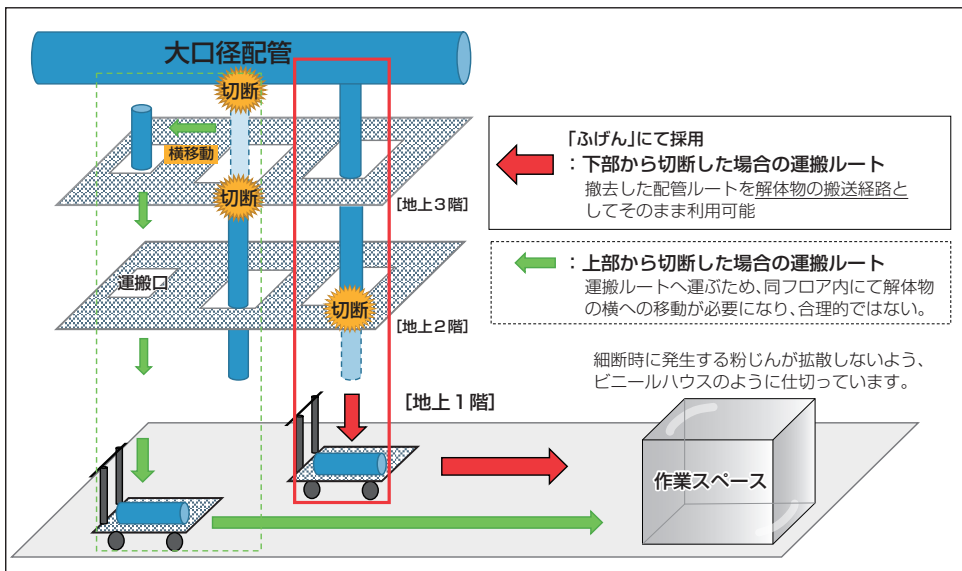 大口径配管
切断
横移動
切断
[地上3階]
運搬口
切断
[地上2階]
[地上1階]
「ふげん」にて採用
：下部から切断した場合の運搬ルート
撤去した配管ルートを解体物の搬送経路と
してそのまま利用可能
：上部から切断した場合の運搬ルート
運搬ルートへ運ぶため、同フロア内にて解体物
の横への移動が必要になり、合理的ではない。
細断時に発生する粉じんが拡散しないよう、
ビニールハウスのように仕切っています。
作業スペース